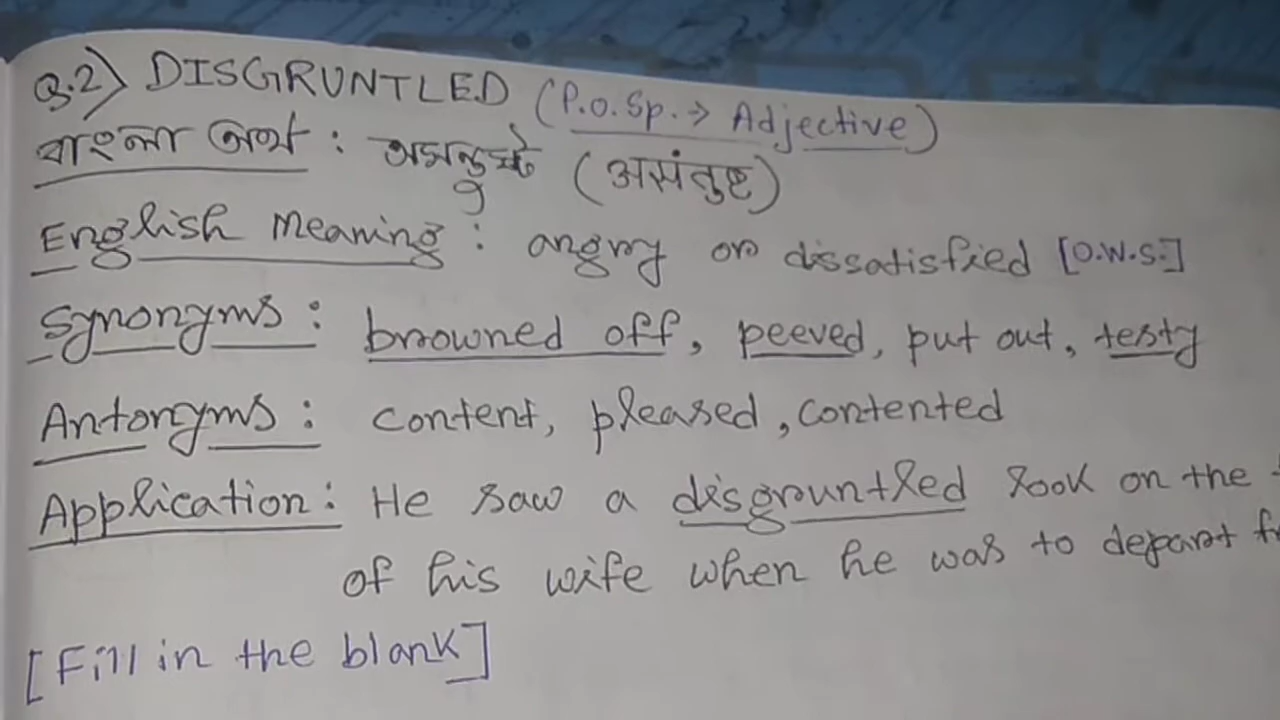 Q.2) DISGRUNTLED (P.O.Sp. → Adjective)
বাংলা অর্থ : অসন্তুষ্ট (असंतुष्ट)
English Meaning : angry or dissatisfied [O.W.S.]
Synonyms : browned off, peeved, put out, testy
Antonyms : content, pleased, contented
Application : He saw a disgruntled look on the
of his wife when he was to depart
[Fill in the blank]